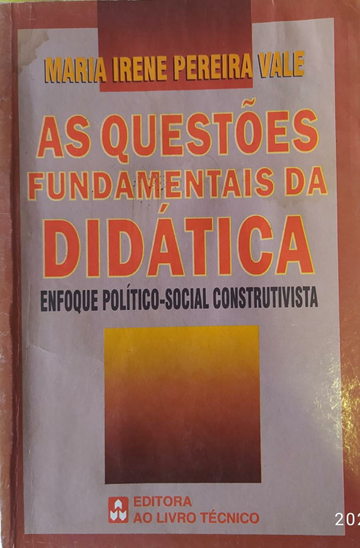 MARIA IRENE PEREIRA VALE
AS QUESTÕES
FUNDAMENTAIS DA
DIDÁTICA
ENFOQUE POLÍTICO-SOCIAL CONSTRUTIVISTA
EDITORA
AO LIVRO TÉCNICO